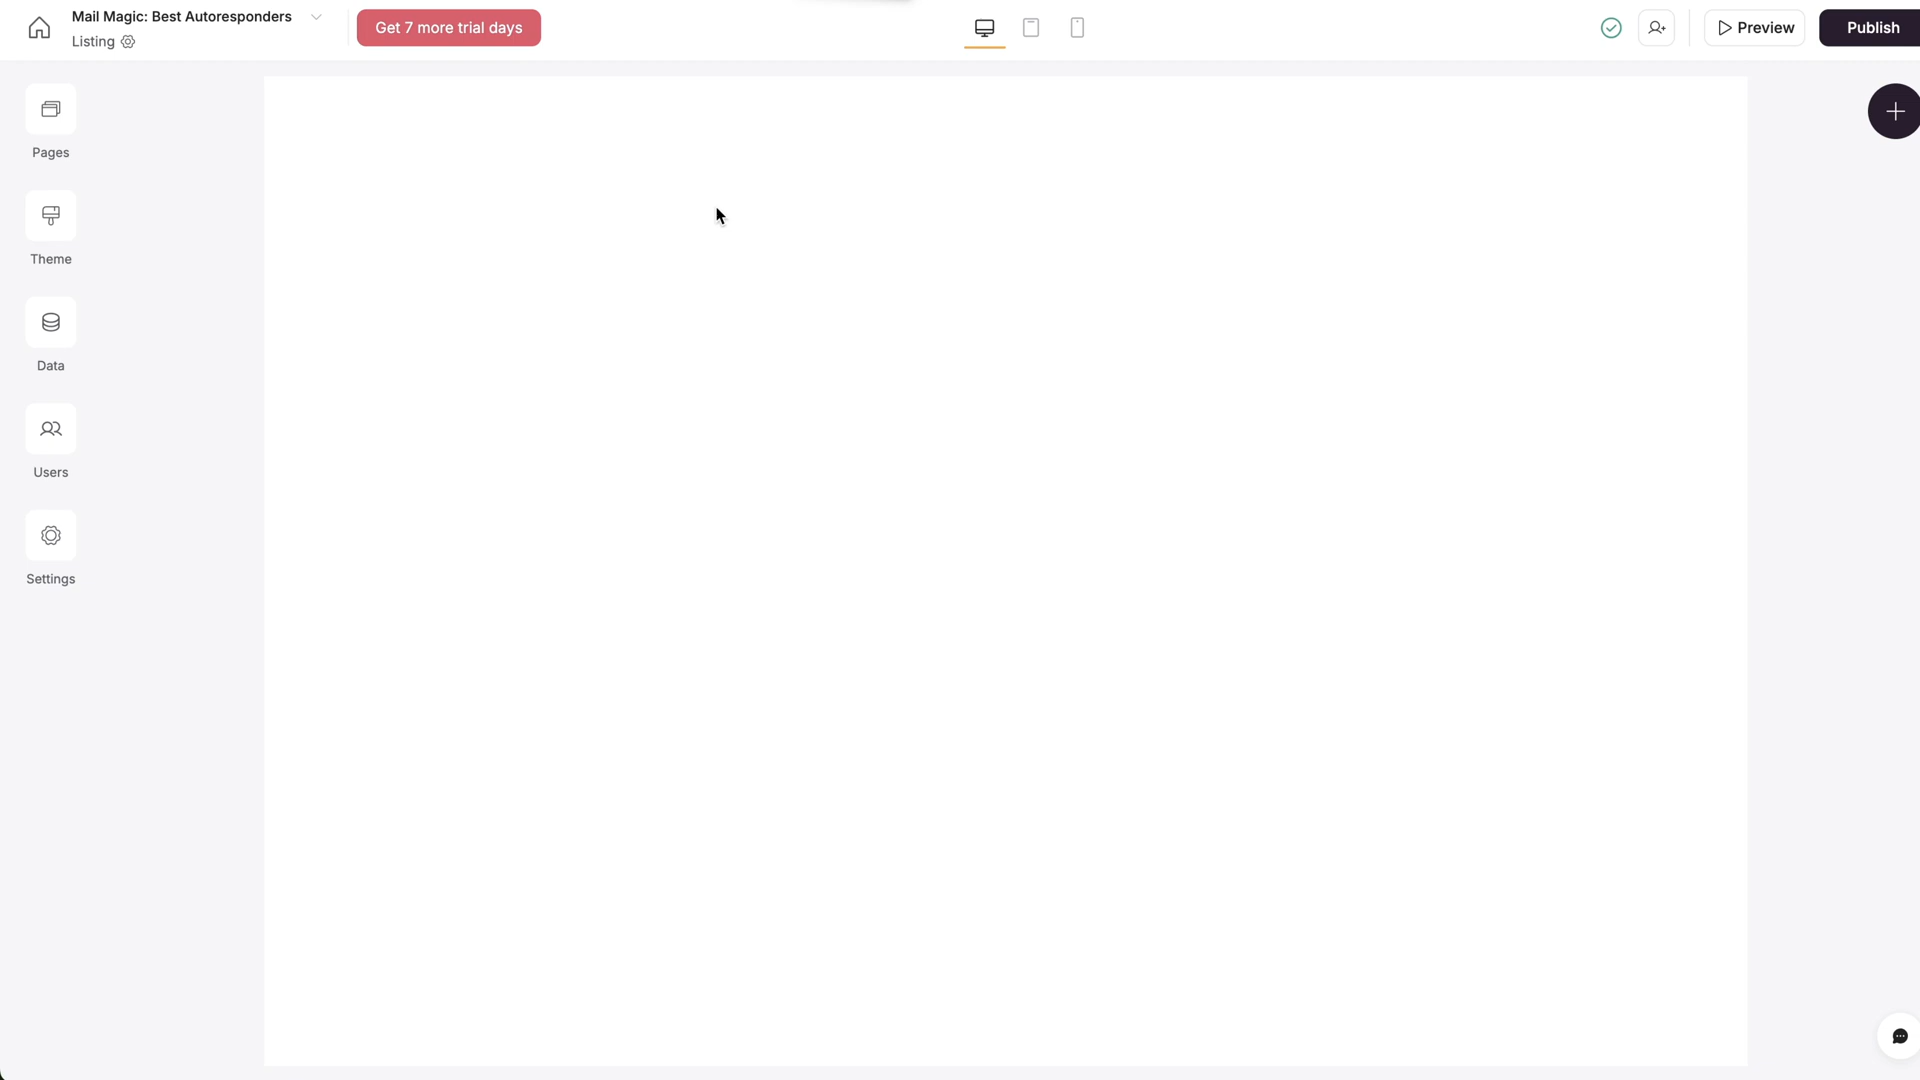 Mail Magic: Best Autoresponders
Listing
Get 7 more trial days
Preview
Publish
Pages
Theme
Data
Users
Settings